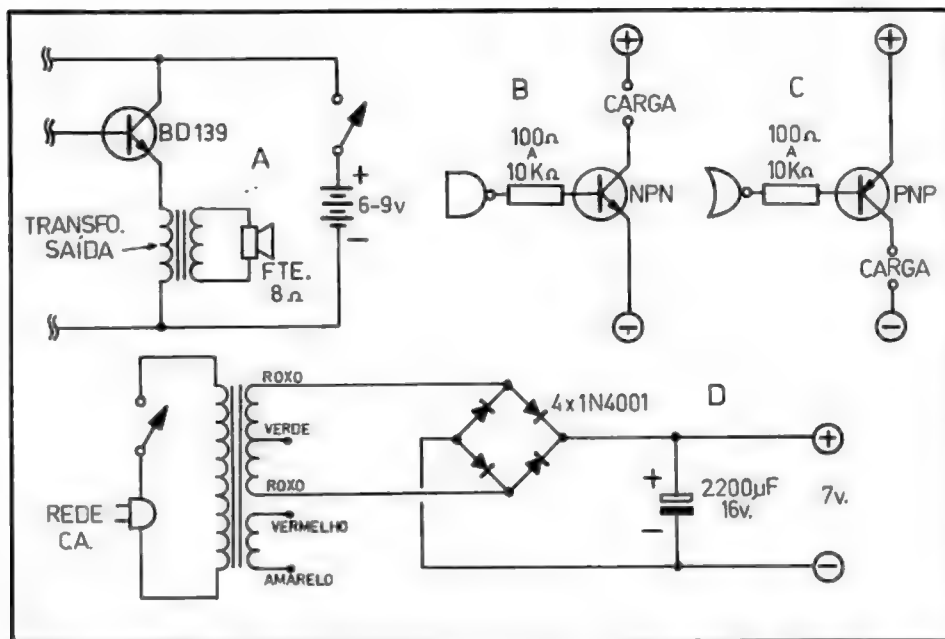 BD139
A
+
6-9v
-
TRANSFO.
SAÍDA
FTE.
8Ω
B
+
CARGA
100Ω
A
10KΩ
NPN
-
C
+
100Ω
A
10KΩ
PNP
CARGA
-
D
ROXO
VERDE
ROXO
VERMELHO
AMARELO
REDE
C.A.
4x1N4001
+
2200µF
16v.
-
+
7v.
-